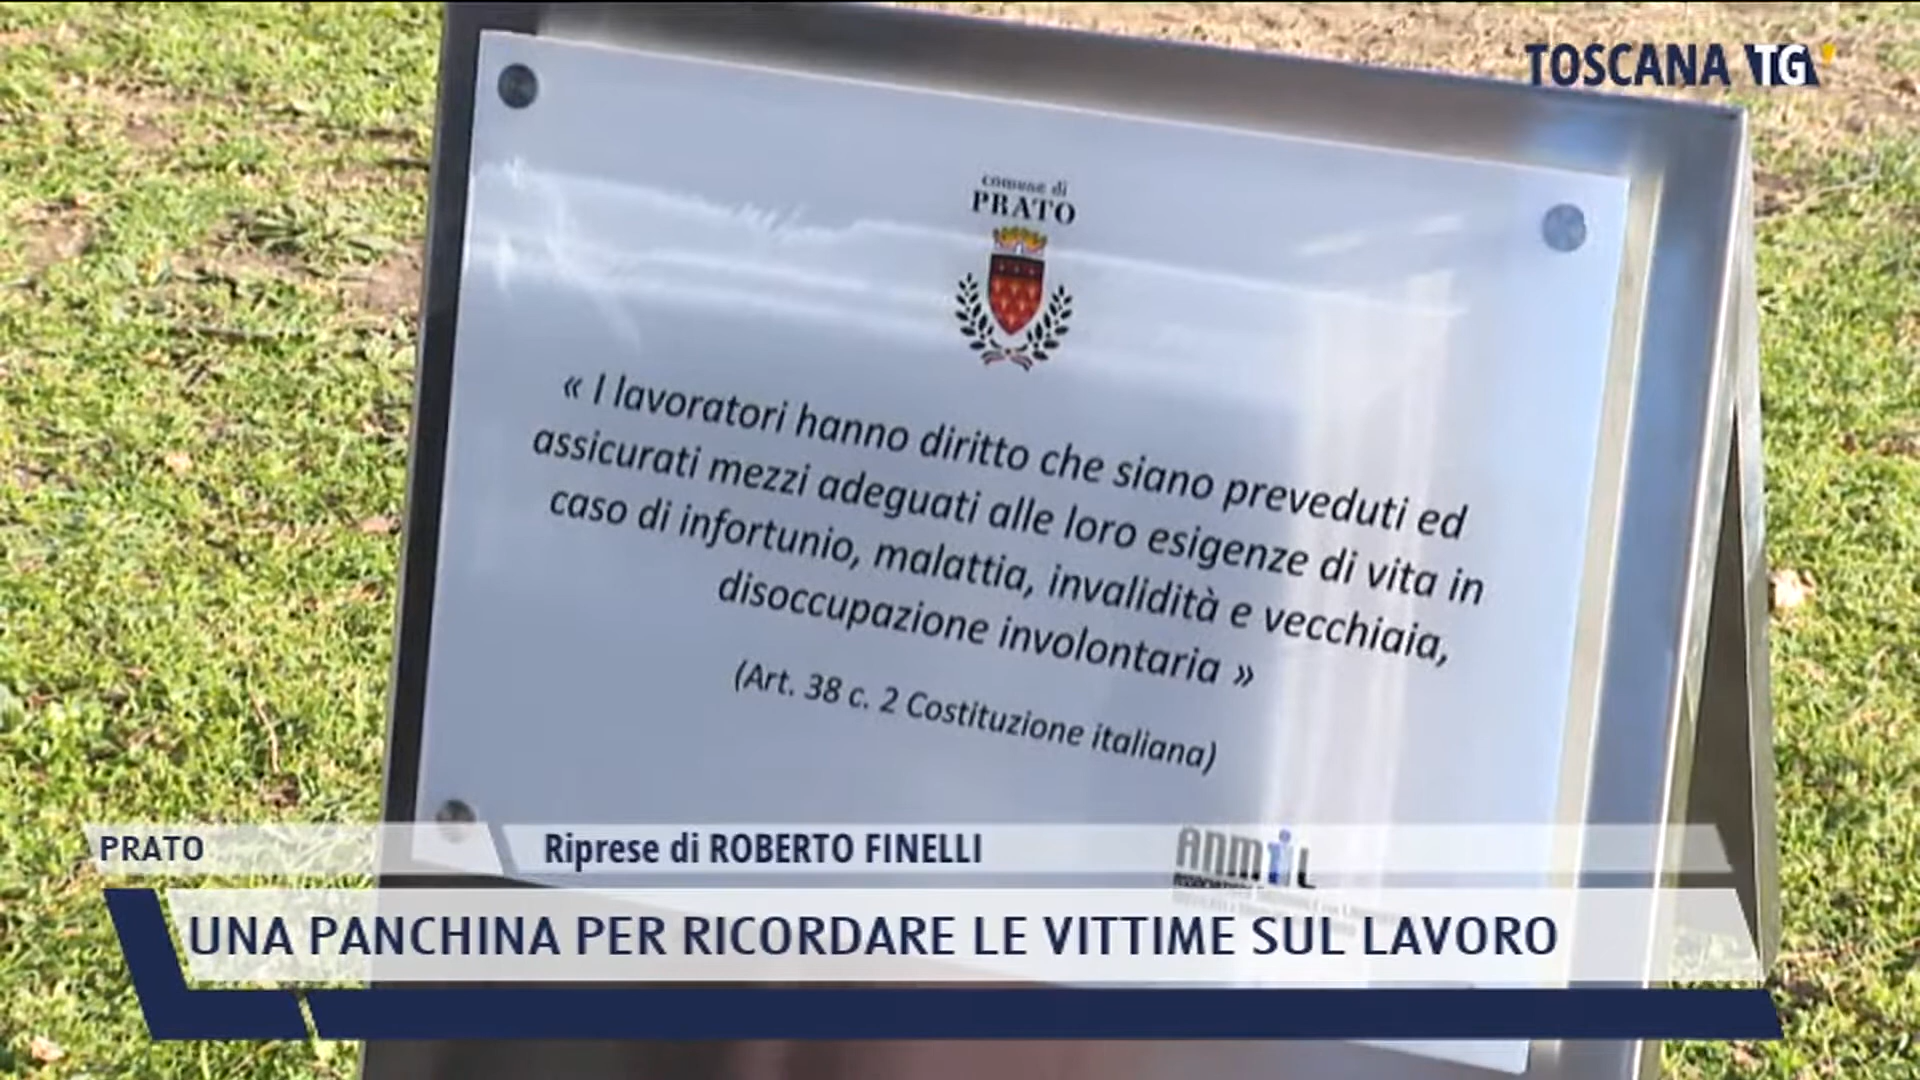 TOSCANA TG
comune di
PRATO
« I lavoratori hanno diritto che siano preveduti ed
assicurati mezzi adeguati alle loro esigenze di vita in
caso di infortunio, malattia, invalidità e vecchiaia,
disoccupazione involontaria »
(Art. 38 c. 2 Costituzione italiana)
ANMIL
PRATO
Riprese di ROBERTO FINELLI
UNA PANCHINA PER RICORDARE LE VITTIME SUL LAVORO